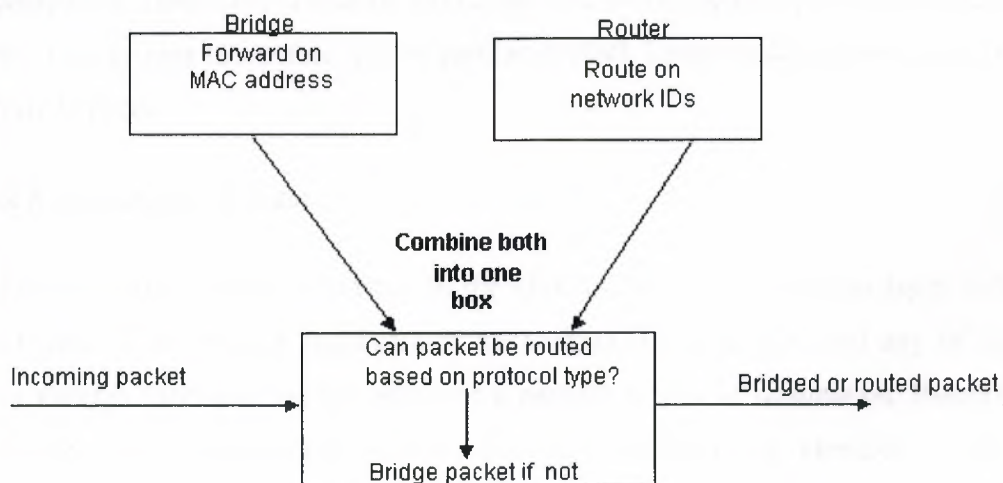 Bridge
Forward on
MAC address
Router
Route on
network IDs
Combine both
into one
box
Incoming packet
Can packet be routed
based on protocol type?
Bridge packet if not
Bridged or routed packet